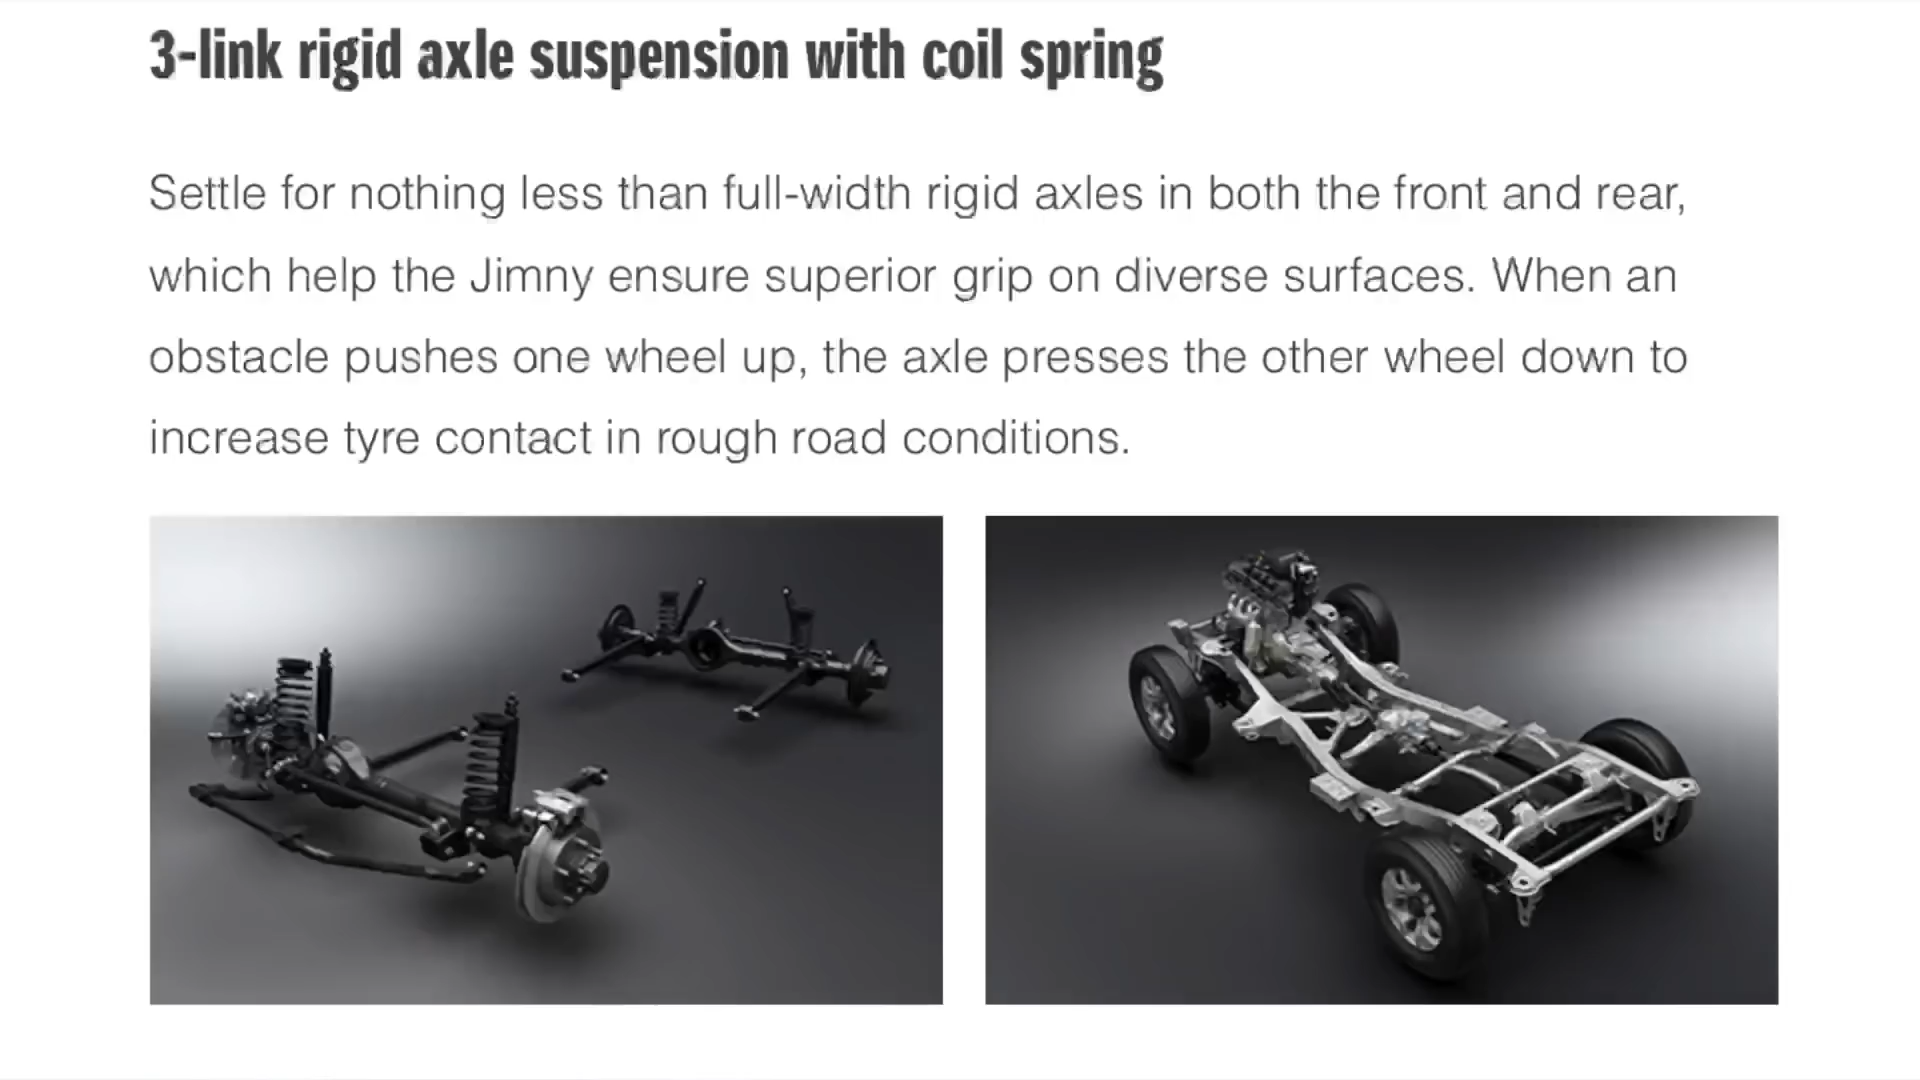 3-link rigid axle suspension with coil spring
Settle for nothing less than full-width rigid axles in both the front and rear,
which help the Jimny ensure superior grip on diverse surfaces. When an
obstacle pushes one wheel up, the axle presses the other wheel down to
increase tyre contact in rough road conditions.